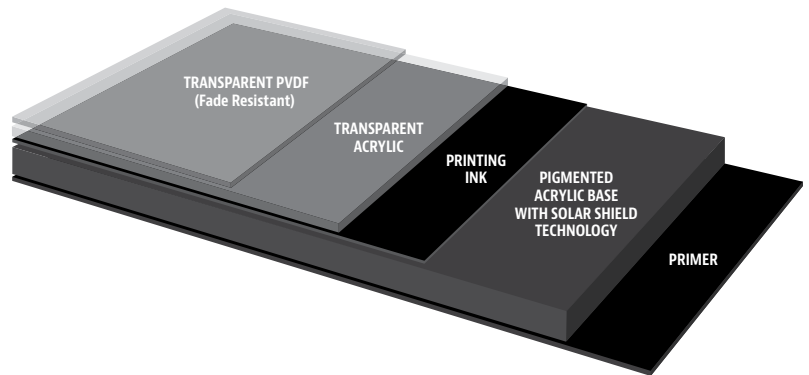 TRANSPARENT PVDF
(Fade Resistant)
TRANSPARENT
ACRYLIC
PRINTING
INK
PIGMENTED
ACRYLIC BASE
WITH SOLAR SHIELD
TECHNOLOGY
PRIMER